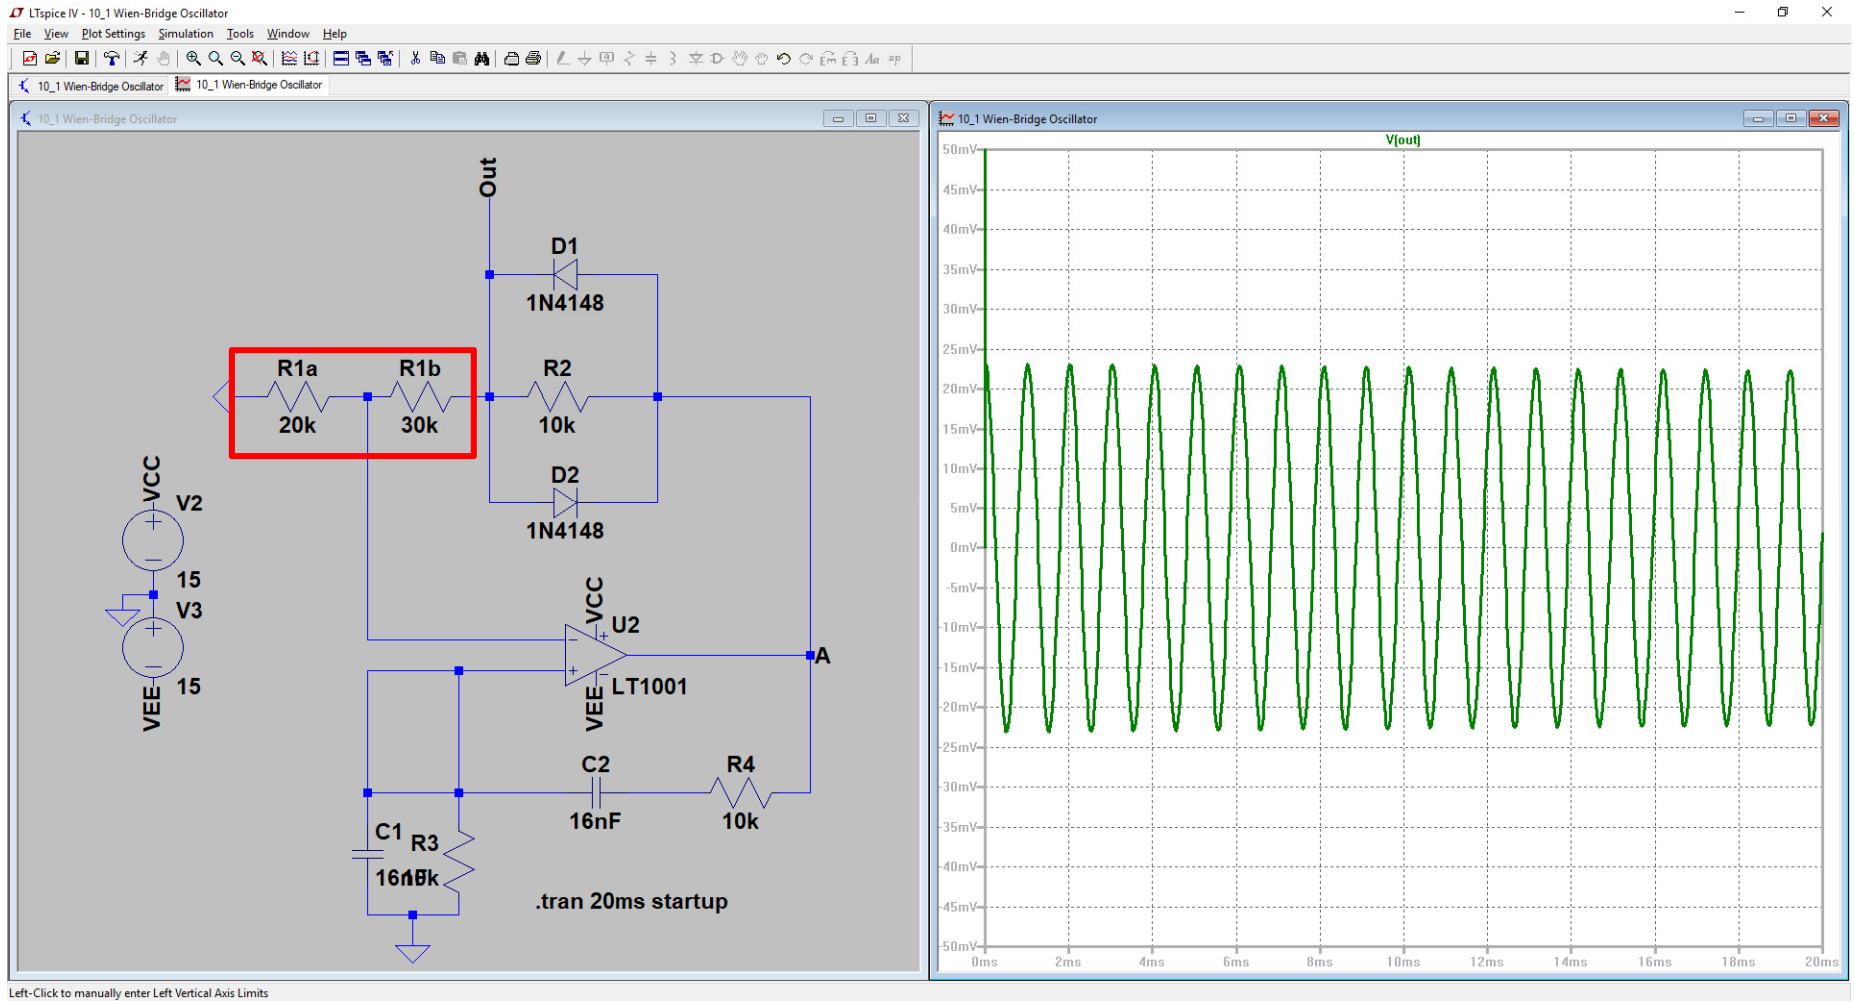 LTspice IV - 10_1 Wien-Bridge Oscillator
File View Plot Settings Simulation Tools Window Help
10_1 Wien-Bridge Oscillator
10_1 Wien-Bridge Oscillator
10_1 Wien-Bridge Oscillator
Out
D1
1N4148
R1a
20k
R1b
30k
R2
10k
D2
1N4148
VCC
V2
15
V3
15
VEE
VCC
U2
LT1001
VEE
A
C2
16nF
R4
10k
C1
16nF
R3
10k
.tran 20ms startup
10_1 Wien-Bridge Oscillator
V(out)
50mV
45mV
40mV
35mV
30mV
25mV
20mV
15mV
10mV
5mV
0mV
-5mV
-10mV
-15mV
-20mV
-25mV
-30mV
-35mV
-40mV
-45mV
-50mV
0ms 2ms 4ms 6ms 8ms 10ms 12ms 14ms 16ms 18ms 20ms
Left-Click to manually enter Left Vertical Axis Limits